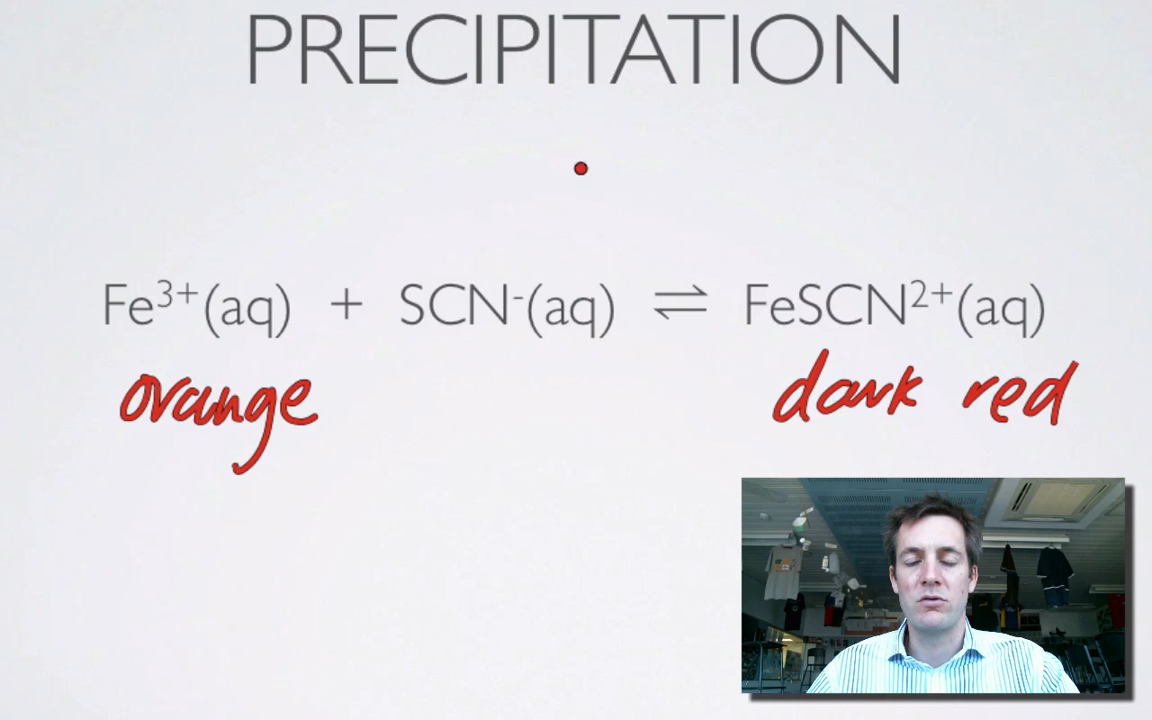 PRECIPITATION
Fe³⁺(aq) + SCN⁻(aq) ⇌ FeSCN²⁺(aq)
orange dark red